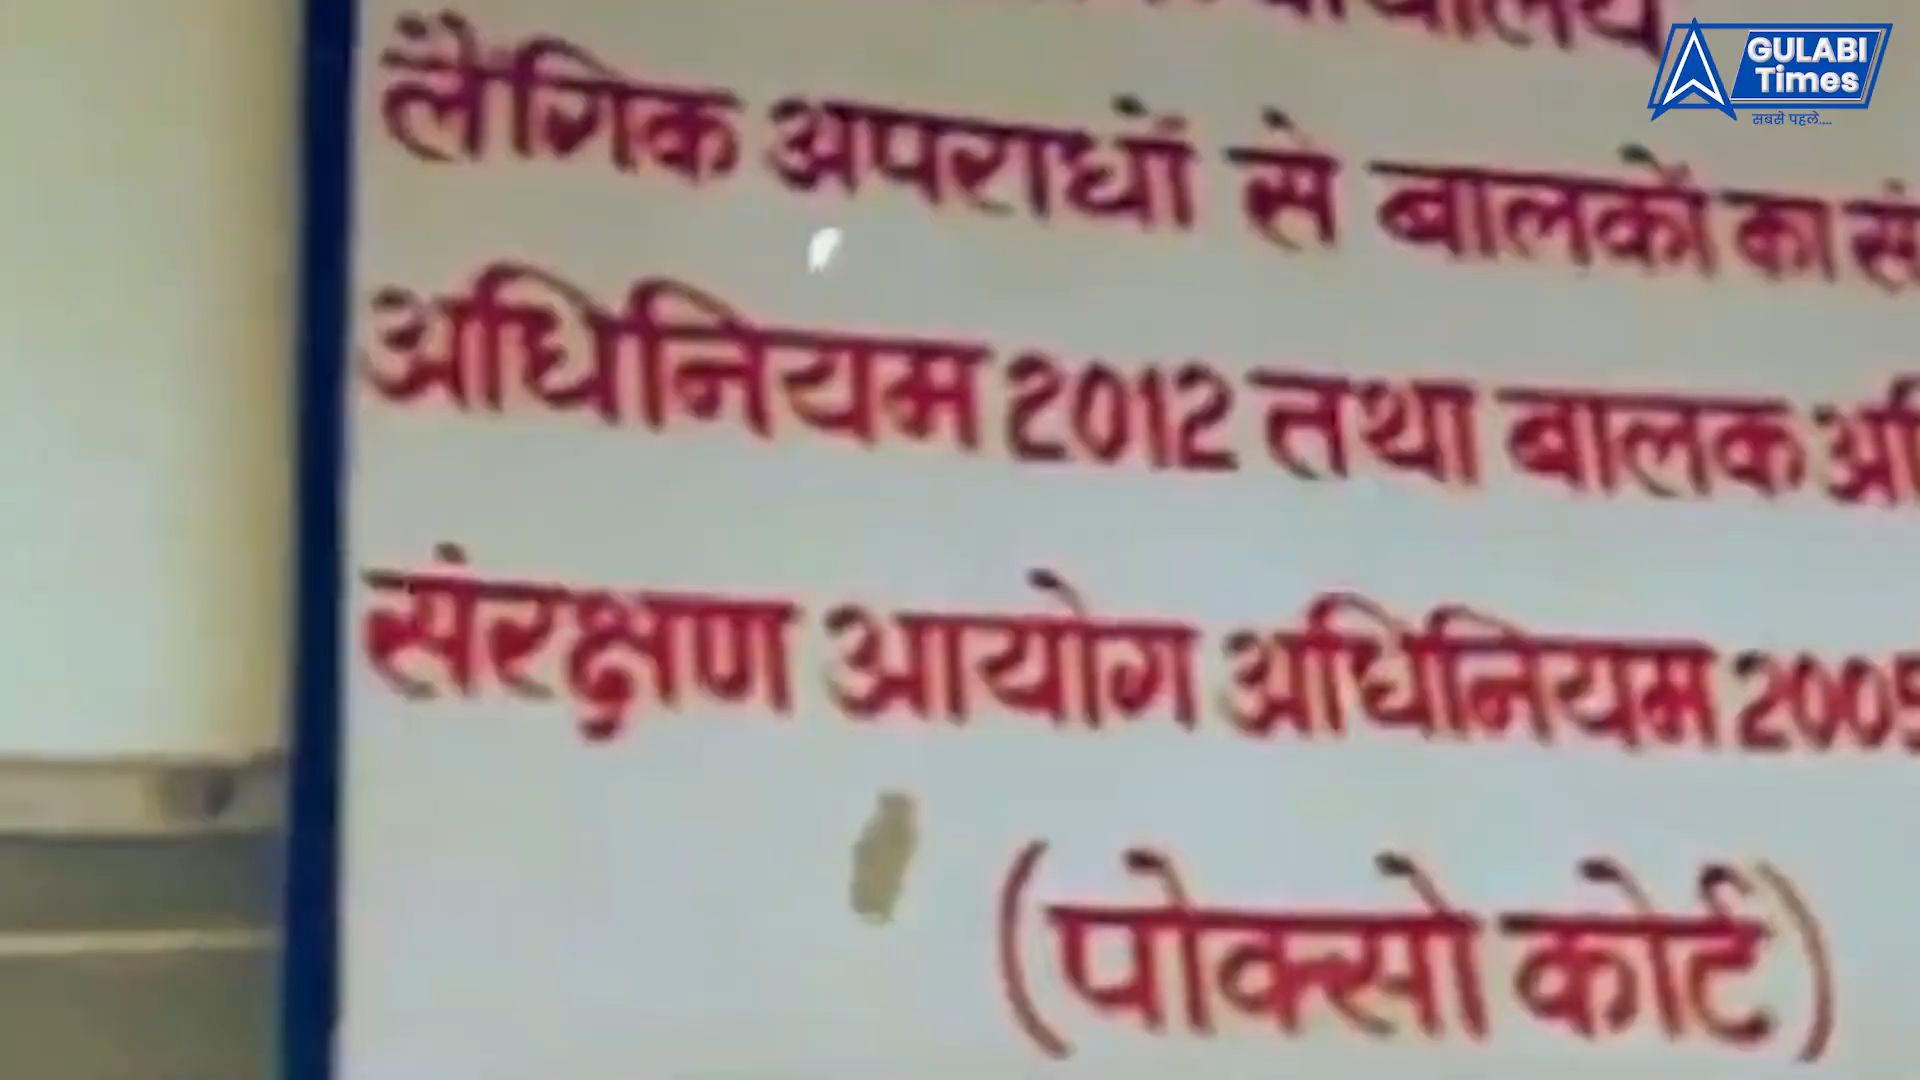 GULABI
Times
सबसे पहले....
लैंगिक अपराधों से बालकों का
अधिनियम 2012 तथा बालक
संरक्षण आयोग अधिनियम 2005
(पोक्सो कोर्ट)